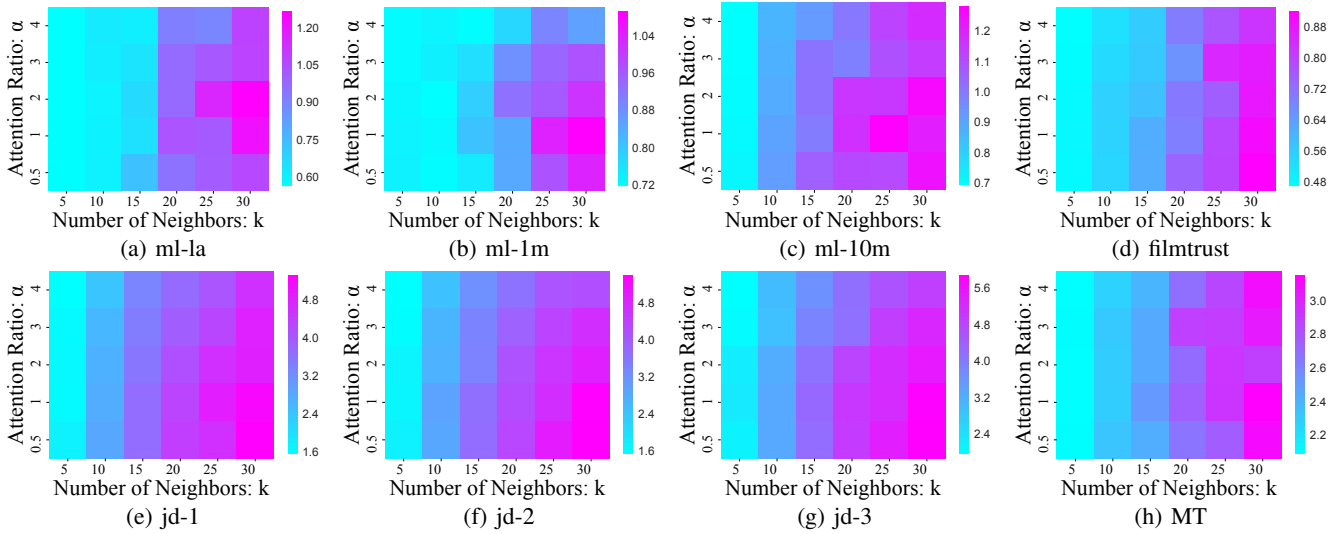 Attention Ratio: α
4
3
2
1
0.5
5 10 15 20 25 30
Number of Neighbors: k
1.20
1.05
0.90
0.75
0.60
(a) ml-la
4
3
2
1
0.5
5 10 15 20 25 30
Number of Neighbors: k
Attention Ratio: α
1.04
0.96
0.88
0.80
0.72
(b) ml-1m
Attention Ratio: α
4
3
2
1
0.5
5 10 15 20 25 30
Number of Neighbors: k
1.2
1.1
1.0
0.9
0.8
0.7
(c) ml-10m
Attention Ratio: α
4
3
2
1
0.5
5 10 15 20 25 30
Number of Neighbors: k
0.88
0.80
0.72
0.64
0.56
0.48
(d) filmtrust
Attention Ratio: α
4
3
2
1
0.5
5 10 15 20 25 30
Number of Neighbors: k
4.8
4.0
3.2
2.4
1.6
(e) jd-1
Attention Ratio: α
4
3
2
1
0.5
5 10 15 20 25 30
Number of Neighbors: k
4.8
4.0
3.2
2.4
1.6
(f) jd-2
Attention Ratio: α
4
3
2
1
0.5
5 10 15 20 25 30
Number of Neighbors: k
5.6
4.8
4.0
3.2
2.4
(g) jd-3
Attention Ratio: α
4
3
2
1
0.5
5 10 15 20 25 30
Number of Neighbors: k
3.0
2.8
2.6
2.4
2.2
(h) MT